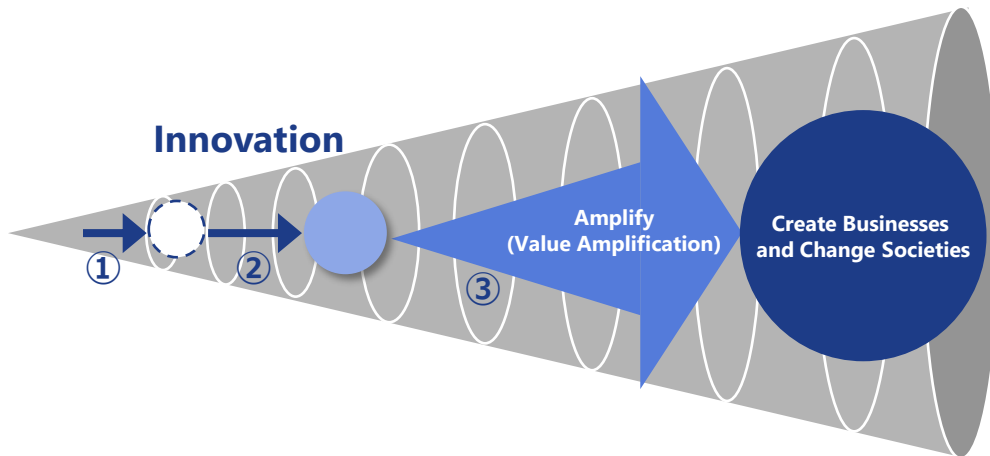 Innovation
①
②
③
Amplify
(Value Amplification)
Create Businesses
and Change Societies